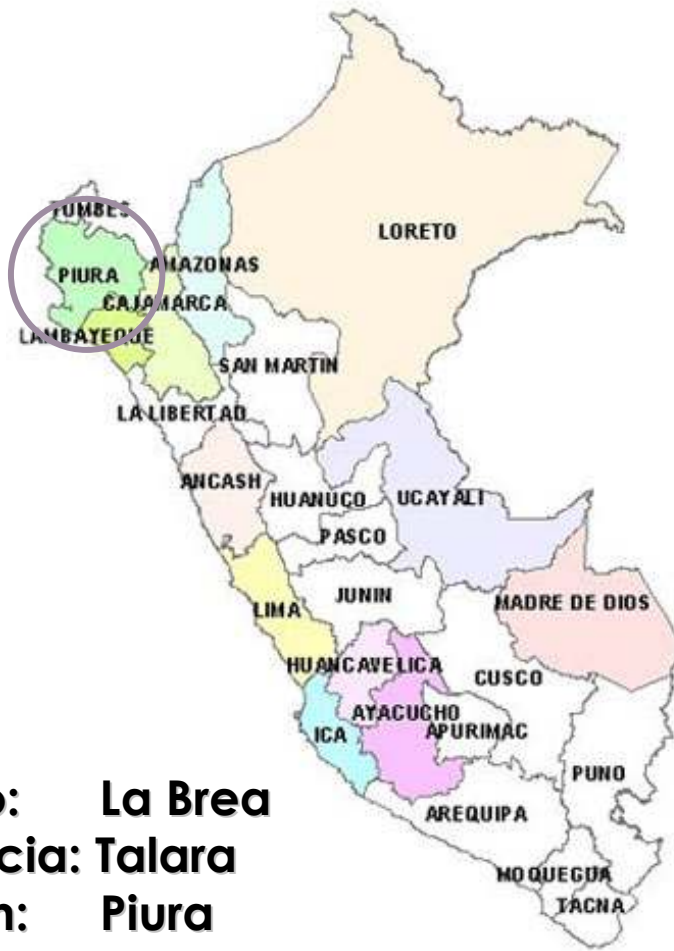 LORETO
TUMBES
PIURA
AMAZONAS
CAJAMARCA
LAMBAYEQUE
SAN MARTIN
LA LIBERTAD
ANCASH
HUANUCO
UCAYALI
PASCO
JUNIN
LIMA
MADRE DE DIOS
HUANCAVELICA
CUSCO
AYACUCHO
APURIMAC
ICA
PUNO
AREQUIPA
MOQUEGUA
TACNA
o: La Brea
cia: Talara
n: Piura